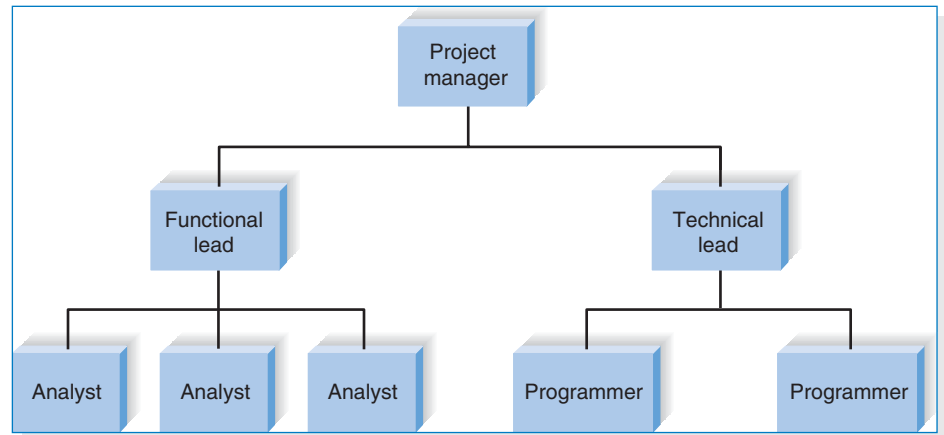 Project
manager
Functional
lead
Technical
lead
Analyst
Analyst
Analyst
Programmer
Programmer